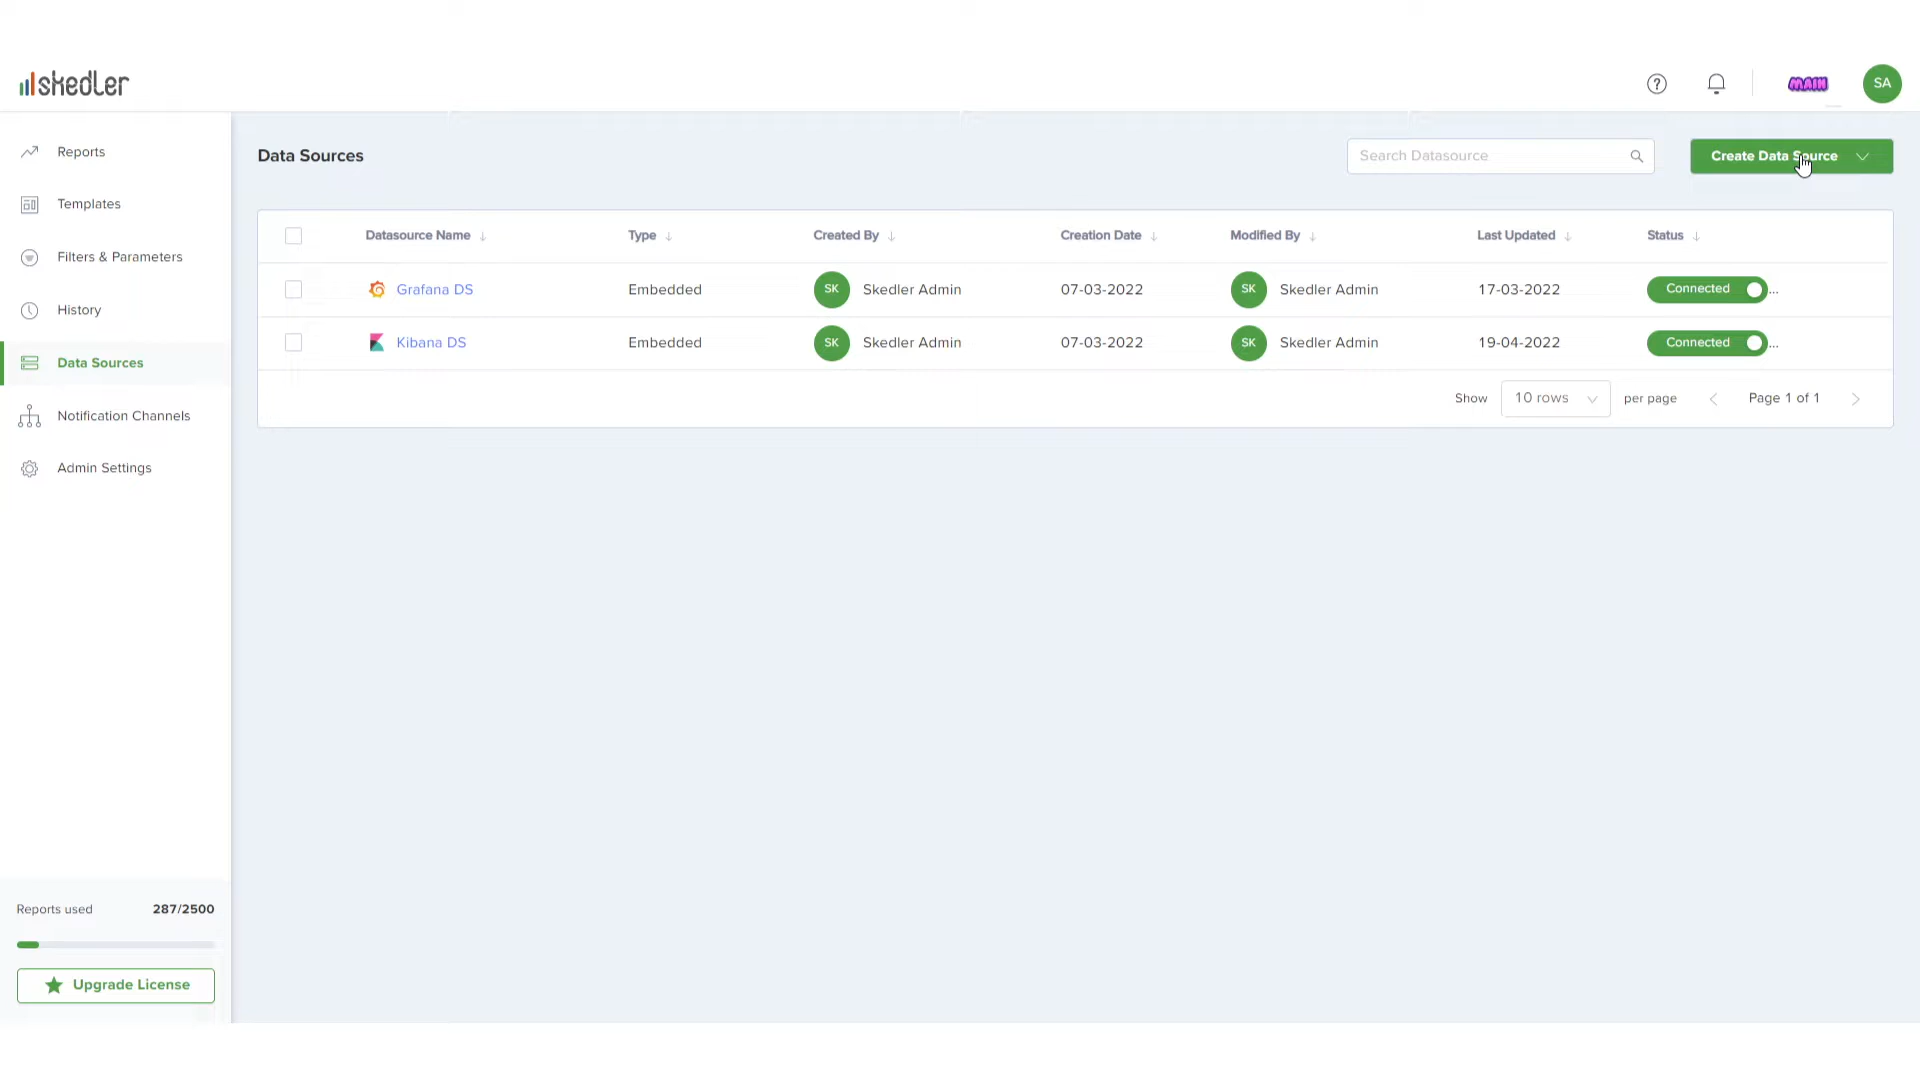 skedler
MAIN
SA
Reports
Templates
Filters & Parameters
History
Data Sources
Notification Channels
Admin Settings
Reports used 287/2500
Upgrade License
Data Sources
Search Datasource
Create Data Source
Datasource Name Type Created By Creation Date Modified By Last Updated Status
Grafana DS Embedded SK Skedler Admin 07-03-2022 SK Skedler Admin 17-03-2022 Connected ...
Kibana DS Embedded SK Skedler Admin 07-03-2022 SK Skedler Admin 19-04-2022 Connected ...
Show 10 rows per page Page 1 of 1